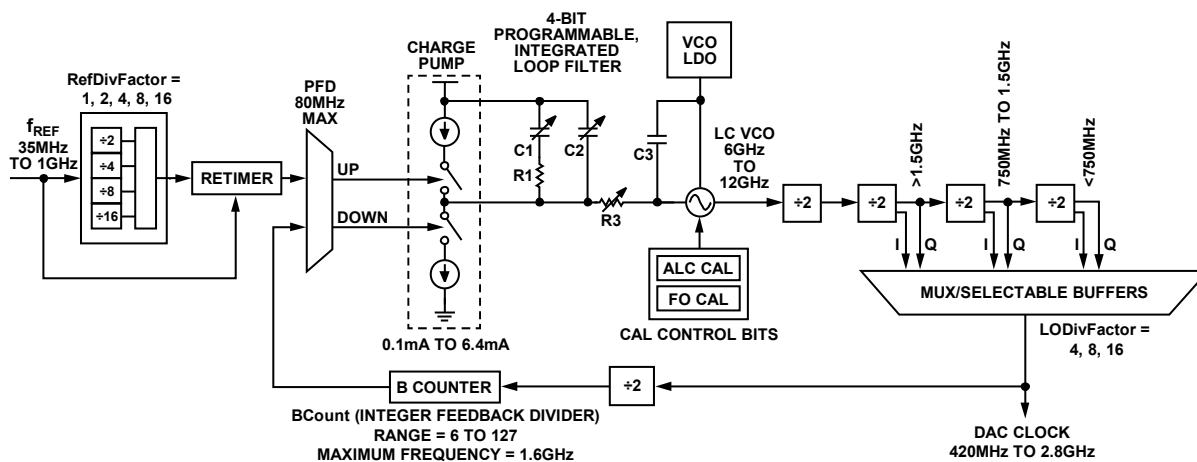 4-BIT
PROGRAMMABLE,
INTEGRATED
LOOP FILTER
CHARGE
PUMP
VCO
LDO
RefDivFactor =
1, 2, 4, 8, 16
PFD
80MHz
MAX
fREF
35MHz
TO 1GHz
÷2
÷4
÷8
÷16
RETIMER
UP
DOWN
C1
R1
C2
C3
R3
LC VCO
6GHz
TO
12GHz
÷2
÷2
>1.5GHz
÷2
750MHz TO 1.5GHz
÷2
<750MHz
I
Q
I
Q
I
Q
ALC CAL
FO CAL
CAL CONTROL BITS
MUX/SELECTABLE BUFFERS
LODivFactor =
4, 8, 16
0.1mA TO 6.4mA
B COUNTER
÷2
BCount (INTEGER FEEDBACK DIVIDER)
RANGE = 6 TO 127
MAXIMUM FREQUENCY = 1.6GHz
DAC CLOCK
420MHz TO 2.8GHz